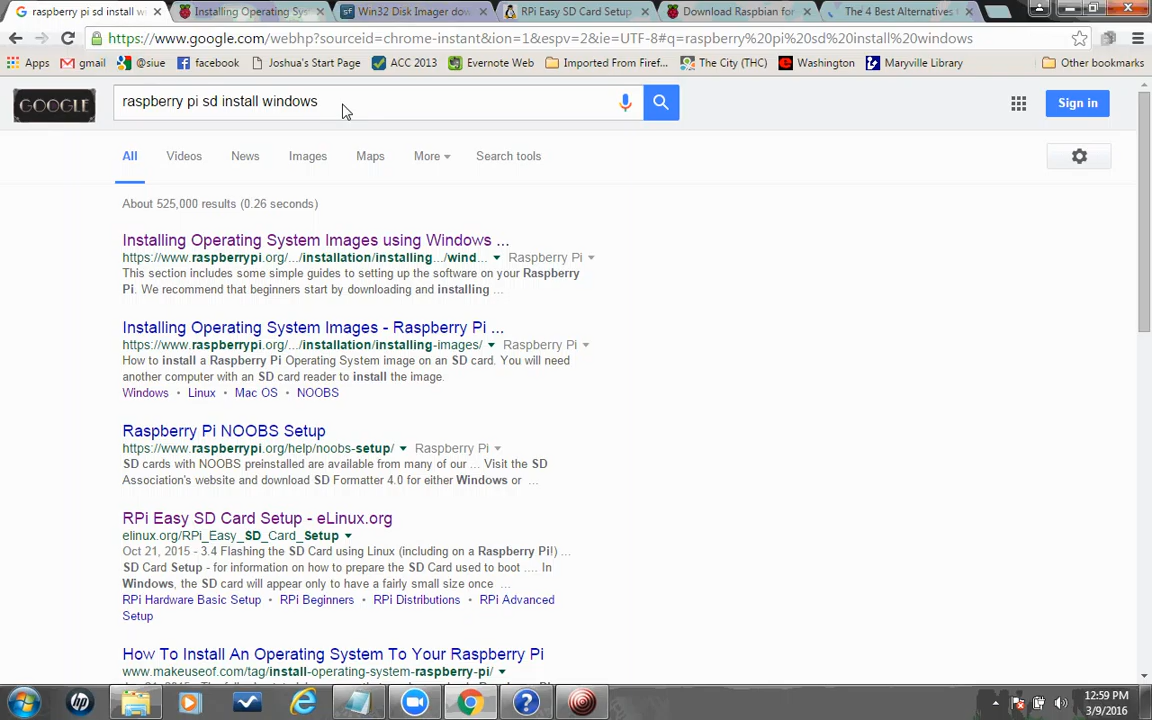 raspberry pi sd install w
Installing Operating Sys
Win32 Disk Imager dow
RPi Easy SD Card Setup
Download Raspbian for
The 4 Best Alternatives
https://www.google.com/webhp?sourceid=chrome-instant&ion=1&espv=2&ie=UTF-8#q=raspberry%20pi%20sd%20install%20windows
Apps gmail @siue facebook Joshua's Start Page ACC 2013 Evernote Web Imported From Firef... The City (THC) Washington Maryville Library Other bookmarks
GOOGLE
raspberry pi sd install windows
Sign in
All Videos News Images Maps More Search tools
About 525,000 results (0.26 seconds)
Installing Operating System Images using Windows ...
https://www.raspberrypi.org/.../installation/installing.../wind... Raspberry Pi
This section includes some simple guides to setting up the software on your Raspberry
Pi. We recommend that beginners start by downloading and installing ...
Installing Operating System Images - Raspberry Pi ...
https://www.raspberrypi.org/.../installation/installing-images/ Raspberry Pi
How to install a Raspberry Pi Operating System image on an SD card. You will need
another computer with an SD card reader to install the image.
Windows • Linux • Mac OS • NOOBS
Raspberry Pi NOOBS Setup
https://www.raspberrypi.org/help/noobs-setup/ Raspberry Pi
SD cards with NOOBS preinstalled are available from many of our ... Visit the SD
Association's website and download SD Formatter 4.0 for either Windows or ...
RPi Easy SD Card Setup - eLinux.org
elinux.org/RPi_Easy_SD_Card_Setup
Oct 21, 2015 - 3.4 Flashing the SD Card using Linux (including on a Raspberry Pi!) ...
SD Card Setup - for information on how to prepare the SD Card used to boot .... In
Windows, the SD card will appear only to have a fairly small size once ...
RPi Hardware Basic Setup • RPi Beginners • RPi Distributions • RPi Advanced
Setup
How To Install An Operating System To Your Raspberry Pi
www.makeuseof.com/tag/install-operating-system-raspberry-pi/
12:59 PM
3/9/2016